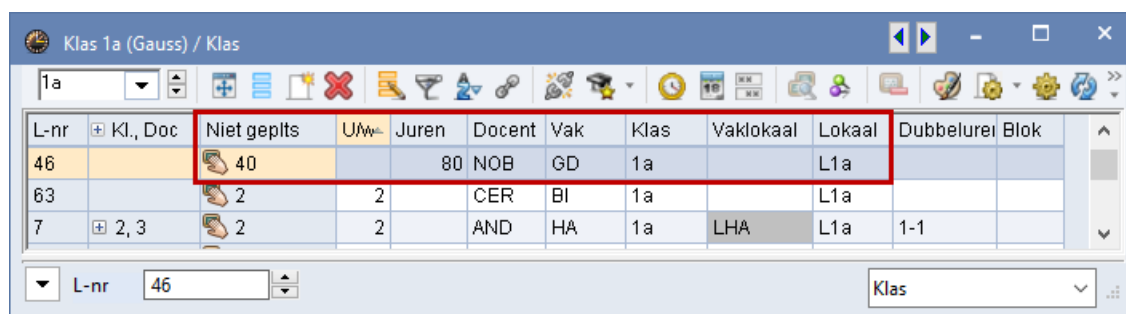 Klas 1a (Gauss) / Klas
1a
L-nr Kl., Doc Niet geplts U/w Juren Docent Vak Klas Vaklokaal Lokaal Dubbeluren Blok
46 40 80 NOB GD 1a L1a
63 2 2 CER BI 1a L1a
7 2, 3 2 2 AND HA 1a LHA L1a 1-1
L-nr 46 Klas